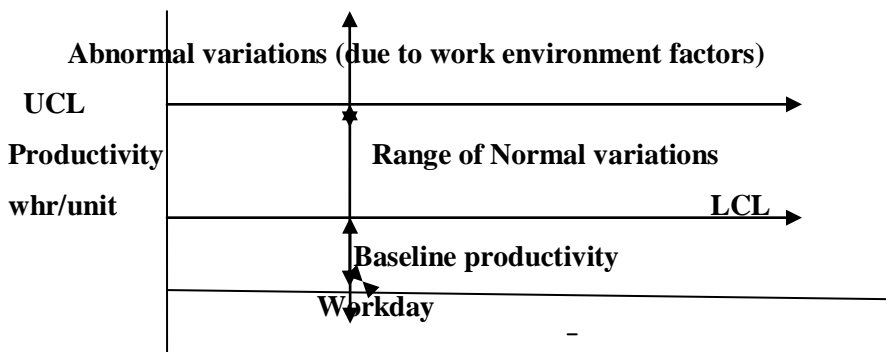 Abnormal variations (due to work environment factors)
UCL
Productivity
Range of Normal variations
whr/unit
LCL
Baseline productivity
Workday